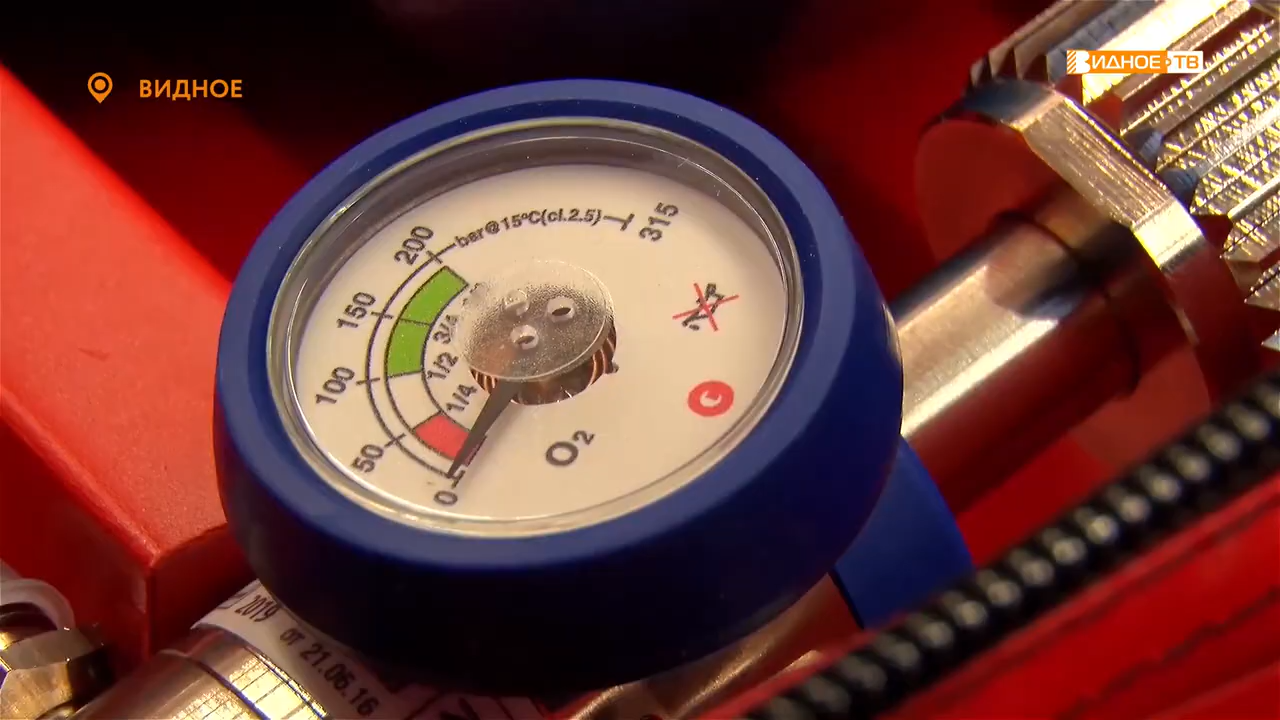 ВИДНОЕ
ВИДНОЕ ТВ
bar@15ºC(cl.2.5)
315
200
150
100
50
0
3/4
1/2
1/4
O₂
2019
от 21.06.16